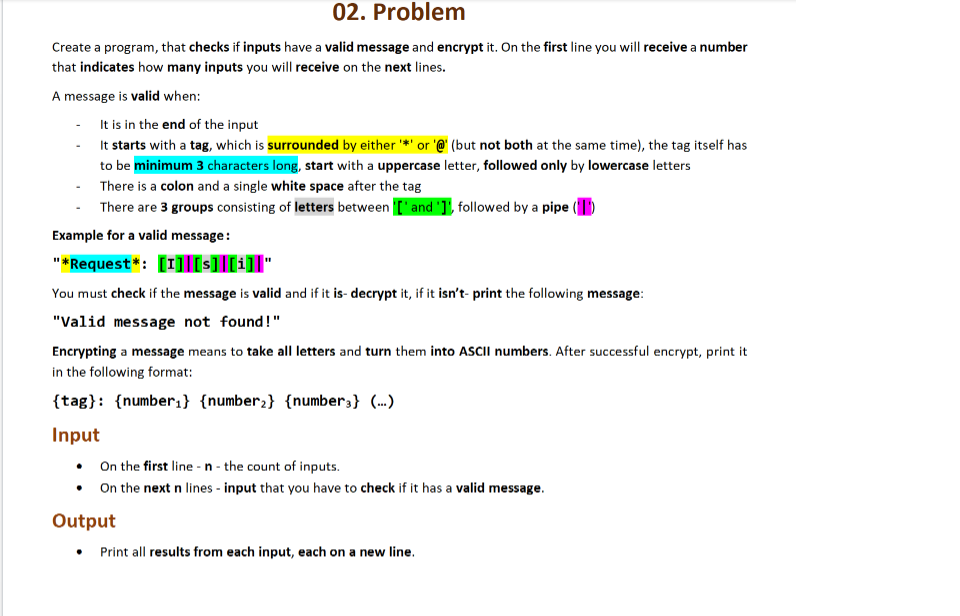 02. Problem
Create a program, that checks if inputs have a valid message and encrypt it. On the first line you will receive a number
that indicates how many inputs you will receive on the next lines.
A message is valid when:
- It is in the end of the input
- It starts with a tag, which is surrounded by either '*' or '@' (but not both at the same time), the tag itself has
to be minimum 3 characters long, start with a uppercase letter, followed only by lowercase letters
- There is a colon and a single white space after the tag
- There are 3 groups consisting of letters between '[' and ']', followed by a pipe ('|')
Example for a valid message:
"*Request*: [I]|[s]|[i]|"
You must check if the message is valid and if it is- decrypt it, if it isn't- print the following message:
"Valid message not found!"
Encrypting a message means to take all letters and turn them into ASCII numbers. After successful encrypt, print it
in the following format:
{tag}: {number₁} {number₂} {number₃} (…)
Input
• On the first line - n - the count of inputs.
• On the next n lines - input that you have to check if it has a valid message.
Output
• Print all results from each input, each on a new line.